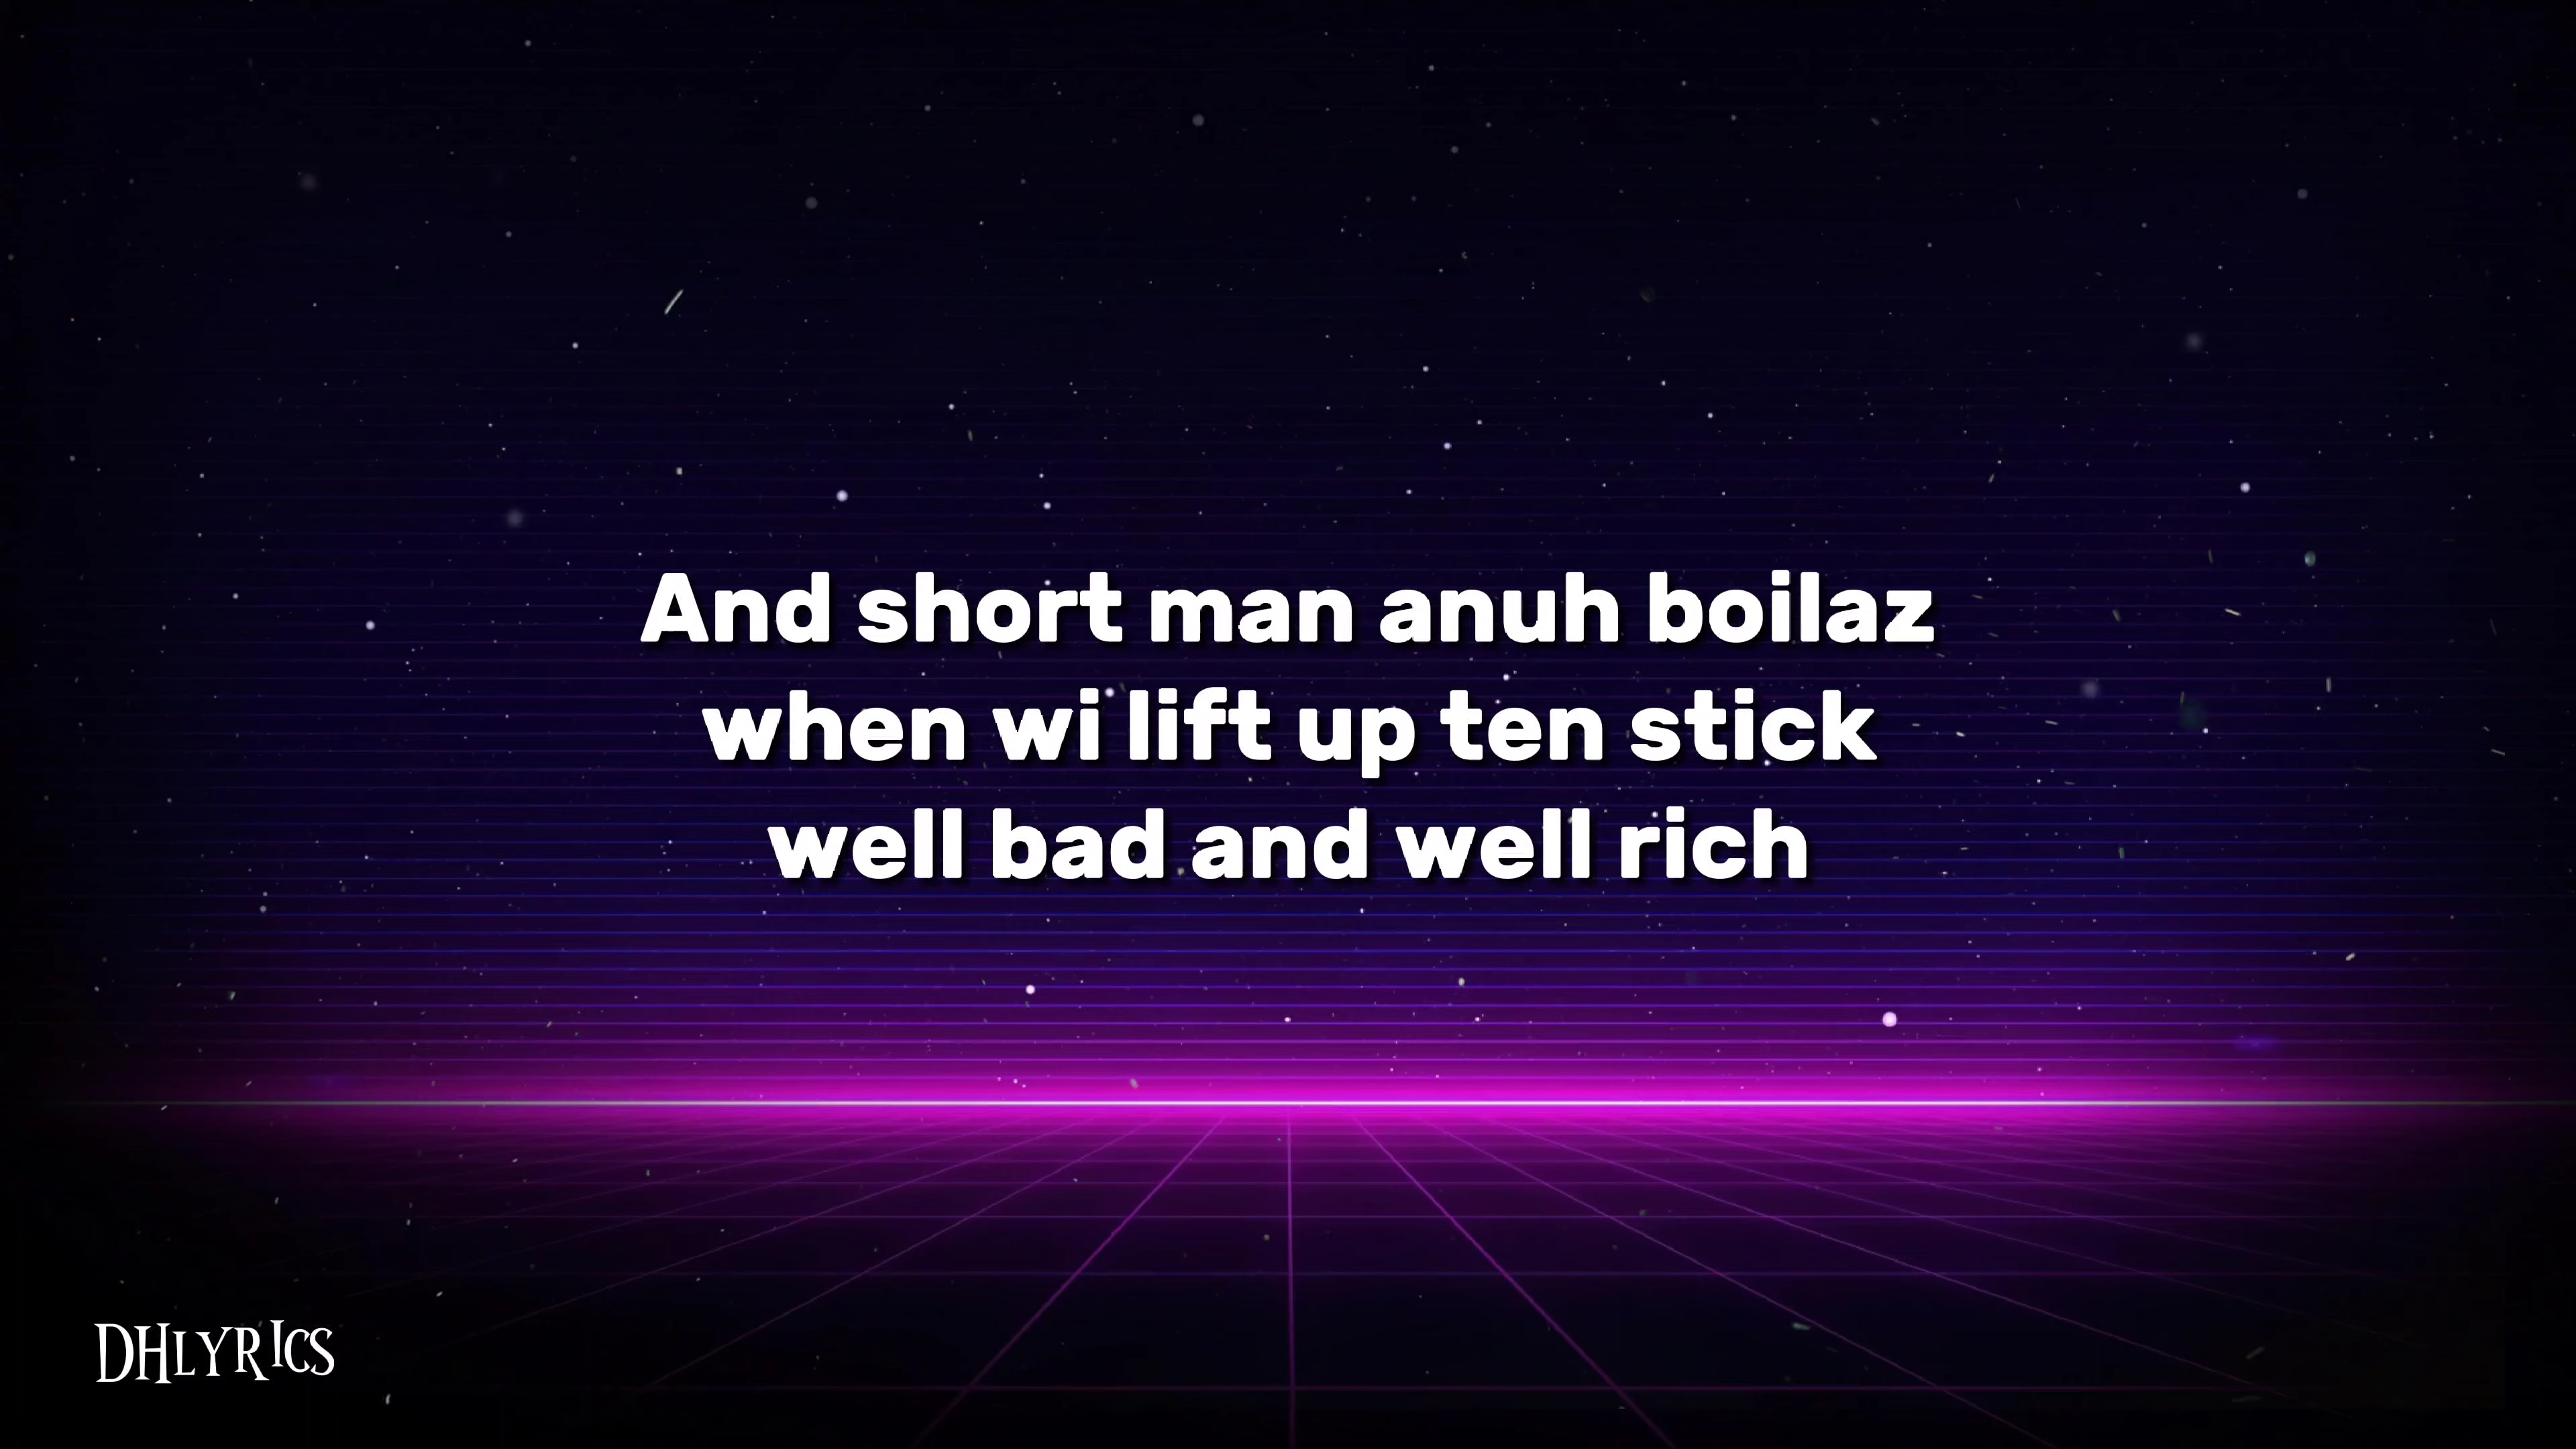 And short man anuh boilaz
when wi lift up ten stick
well bad and well rich
DHLYRICS